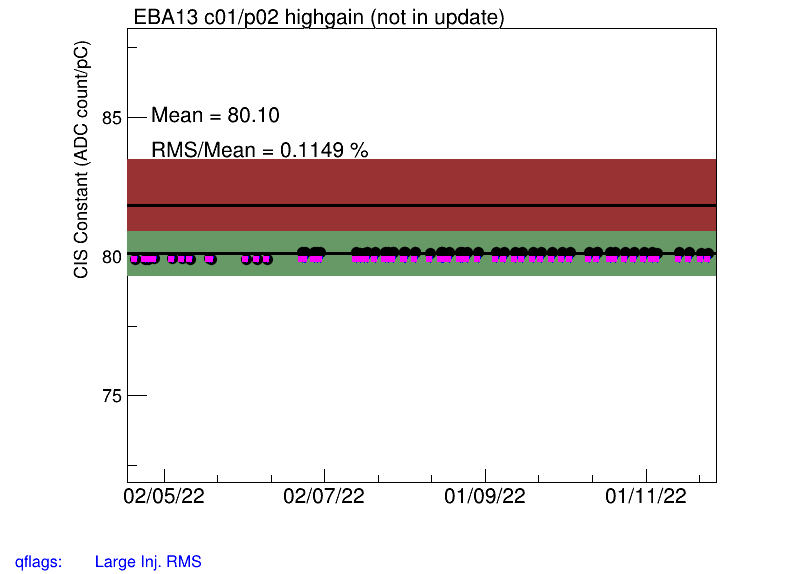 EBA13 c01/p02 highgain (not in update)
CIS Constant (ADC count/pC)
85
Mean = 80.10
RMS/Mean = 0.1149 %
80
75
02/05/22 02/07/22 01/09/22 01/11/22
qflags: Large Inj. RMS